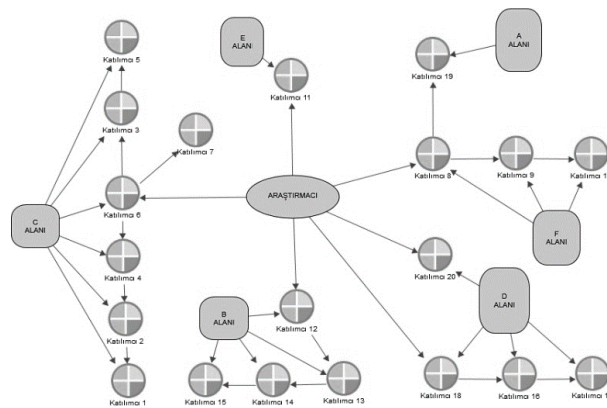 E
ALANI
A
ALANI
Katılımcı 5
Katılımcı 11
Katılımcı 19
Katılımcı 3
Katılımcı 7
Katılımcı 8
Katılımcı 9
ARAŞTIRMACI
Katılımcı 6
C
ALANI
F
ALANI
Katılımcı 4
Katılımcı 20
D
ALANI
B
ALANI
Katılımcı 12
Katılımcı 2
Katılımcı 1
Katılımcı 15
Katılımcı 14
Katılımcı 13
Katılımcı 18
Katılımcı 16